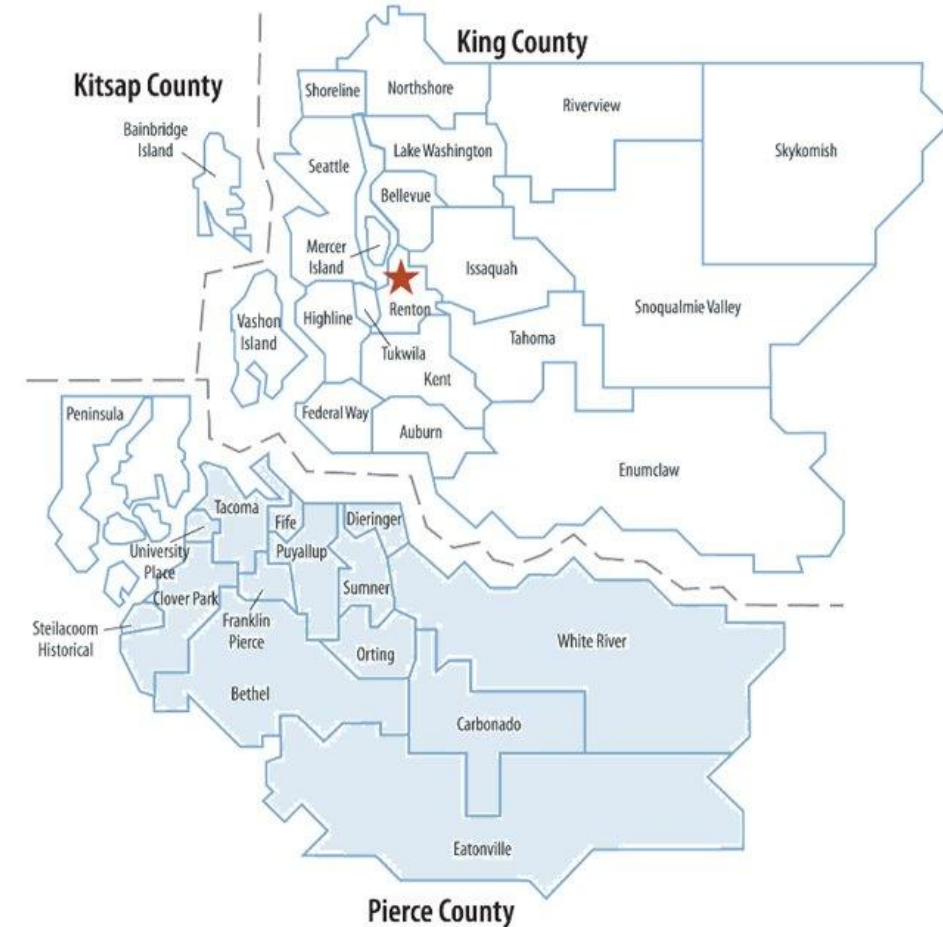 King County
Kitsap County
Shoreline
Northshore
Riverview
Bainbridge
Island
Seattle
Lake Washington
Skykomish
Bellevue
Mercer
Island
Issaquah
Vashon
Island
Highline
Renton
Snoqualmie Valley
Tukwila
Tahoma
Kent
Peninsula
Federal Way
Auburn
Enumclaw
Tacoma
Fife
Dieringer
University
Place
Puyallup
Clover Park
Sumner
Steilacoom
Historical
Franklin
Pierce
Orting
White River
Bethel
Carbonado
Eatonville
Pierce County